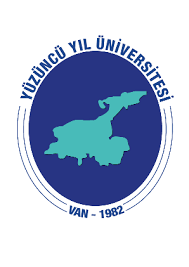 YÜZÜNCÜ YIL ÜNİVERSİTESİ
VAN - 1982